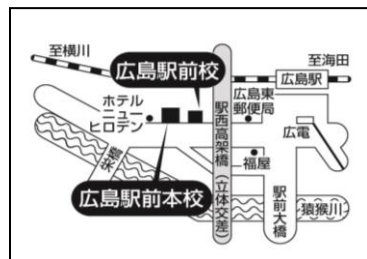 至横川
至海田
広島駅前校
広島駅
ホテル
ニュー
ヒロデン
広島東
郵便局
広電
駅西高架橋(立体交差)
栄橋
福屋
広島駅前本校
駅前大橋
猿猴川